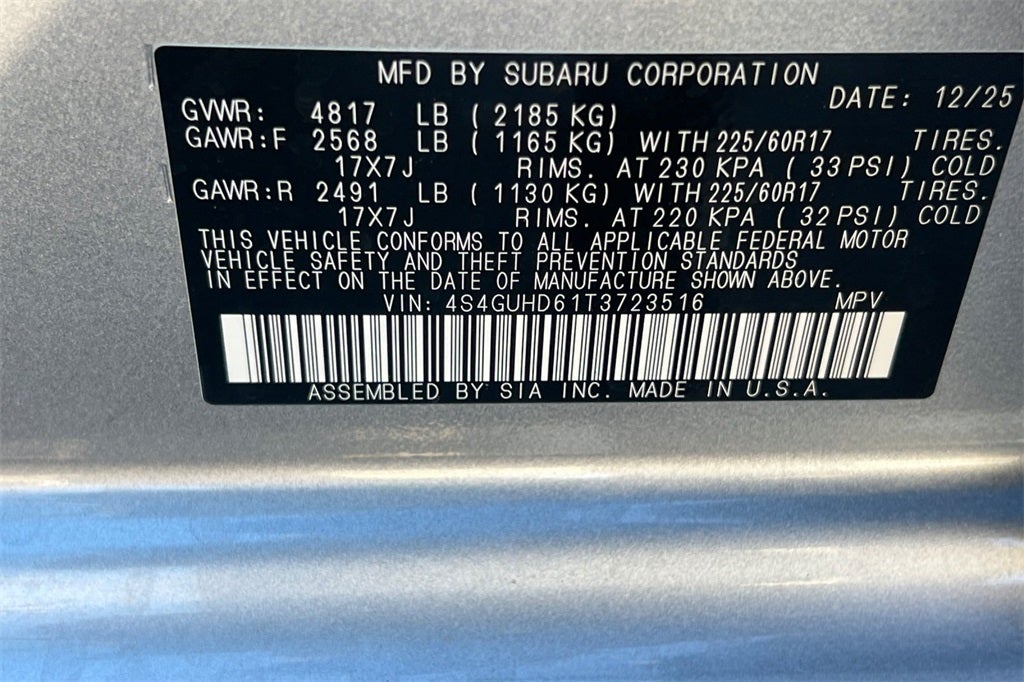 MFD BY SUBARU CORPORATION
DATE: 12/25
GVWR: 4817 LB ( 2185 KG)
GAWR:F 2568 LB ( 1165 KG) WITH 225/60R17 TIRES.
17X7J RIMS. AT 230 KPA ( 33 PSI) COLD
GAWR:R 2491 LB ( 1130 KG) WITH 225/60R17 TIRES.
17X7J RIMS. AT 220 KPA ( 32 PSI) COLD
THIS VEHICLE CONFORMS TO ALL APPLICABLE FEDERAL MOTOR
VEHICLE SAFETY AND THEFT PREVENTION STANDARDS
IN EFFECT ON THE DATE OF MANUFACTURE SHOWN ABOVE.
VIN: 4S4GUHD61T3723516 MPV
ASSEMBLED BY SIA INC. MADE IN U.S.A.